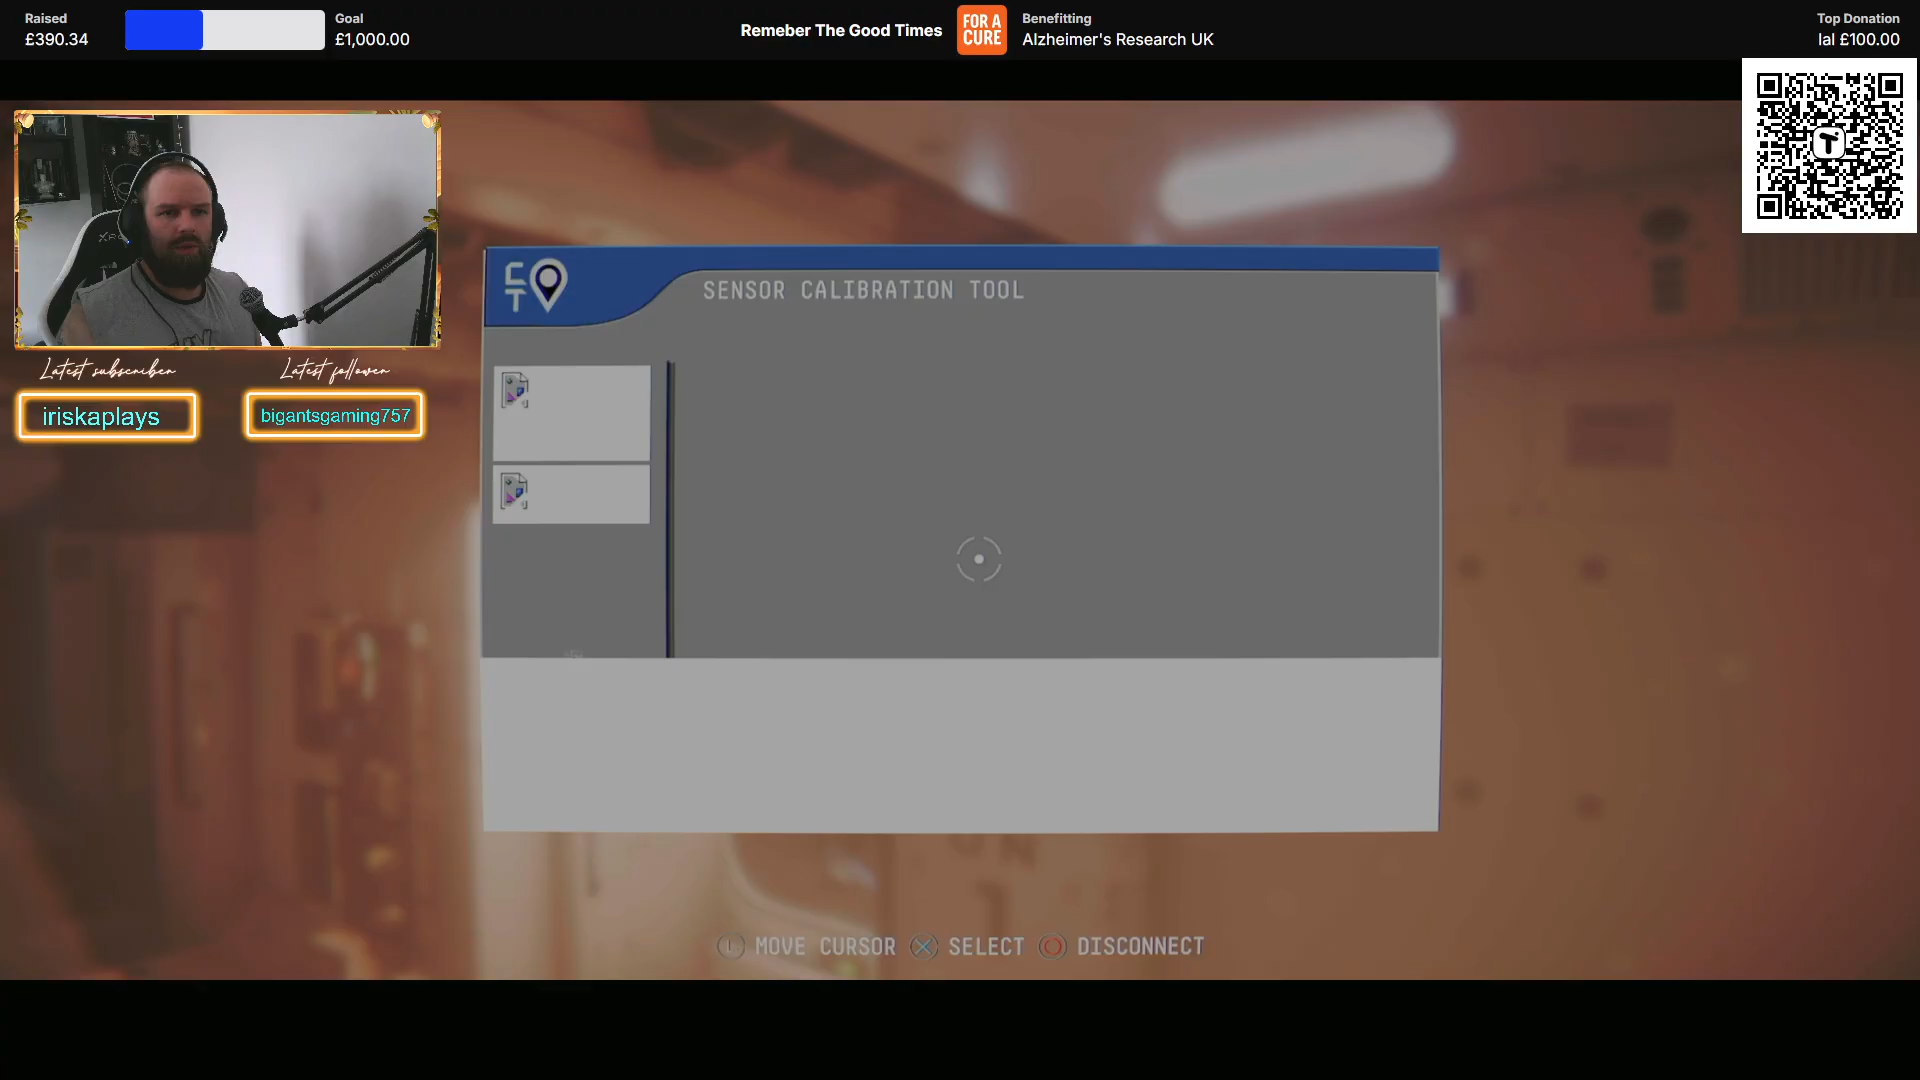 Raised
£390.34
Goal
£1,000.00
Remeber The Good Times
FOR A
CURE
Benefitting
Alzheimer's Research UK
Top Donation
lal £100.00
Latest subscriber
Latest follower
iriskaplays
bigantsgaming757
SENSOR CALIBRATION TOOL
L MOVE CURSOR SELECT DISCONNECT